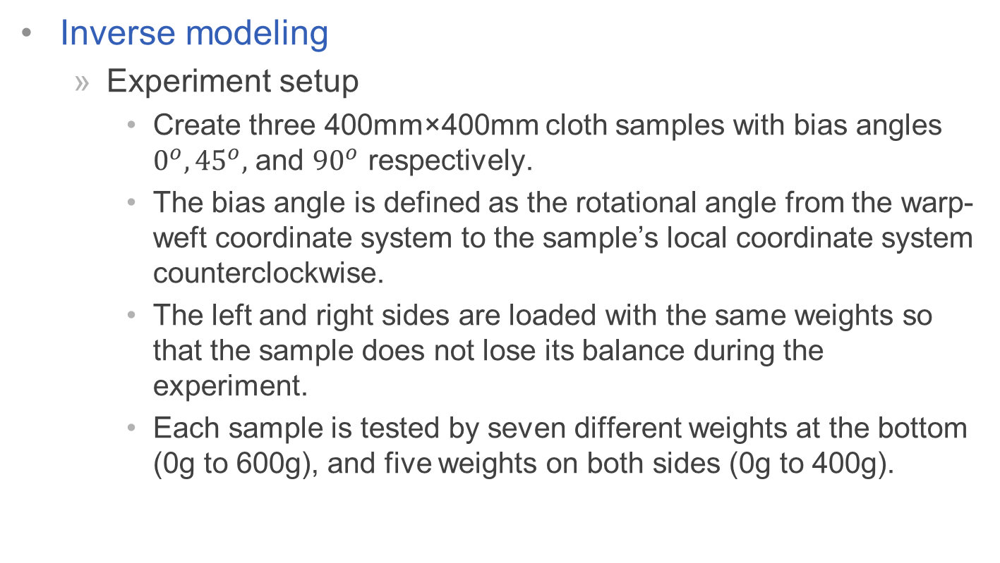 • Inverse modeling
» Experiment setup
• Create three 400mm×400mm cloth samples with bias angles
0ᵒ, 45ᵒ, and 90ᵒ respectively.
• The bias angle is defined as the rotational angle from the warp-
weft coordinate system to the sample’s local coordinate system
counterclockwise.
• The left and right sides are loaded with the same weights so
that the sample does not lose its balance during the
experiment.
• Each sample is tested by seven different weights at the bottom
(0g to 600g), and five weights on both sides (0g to 400g).